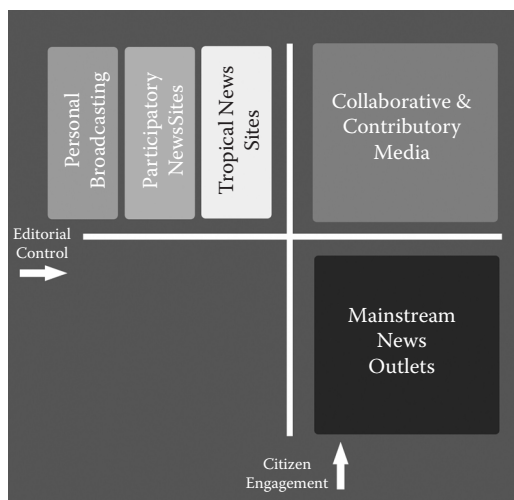 Personal
Broadcasting
Participatory
NewsSites
Tropical News
Sites
Collaborative &
Contributory
Media
Editorial
Control
Mainstream
News
Outlets
Citizen
Engagement